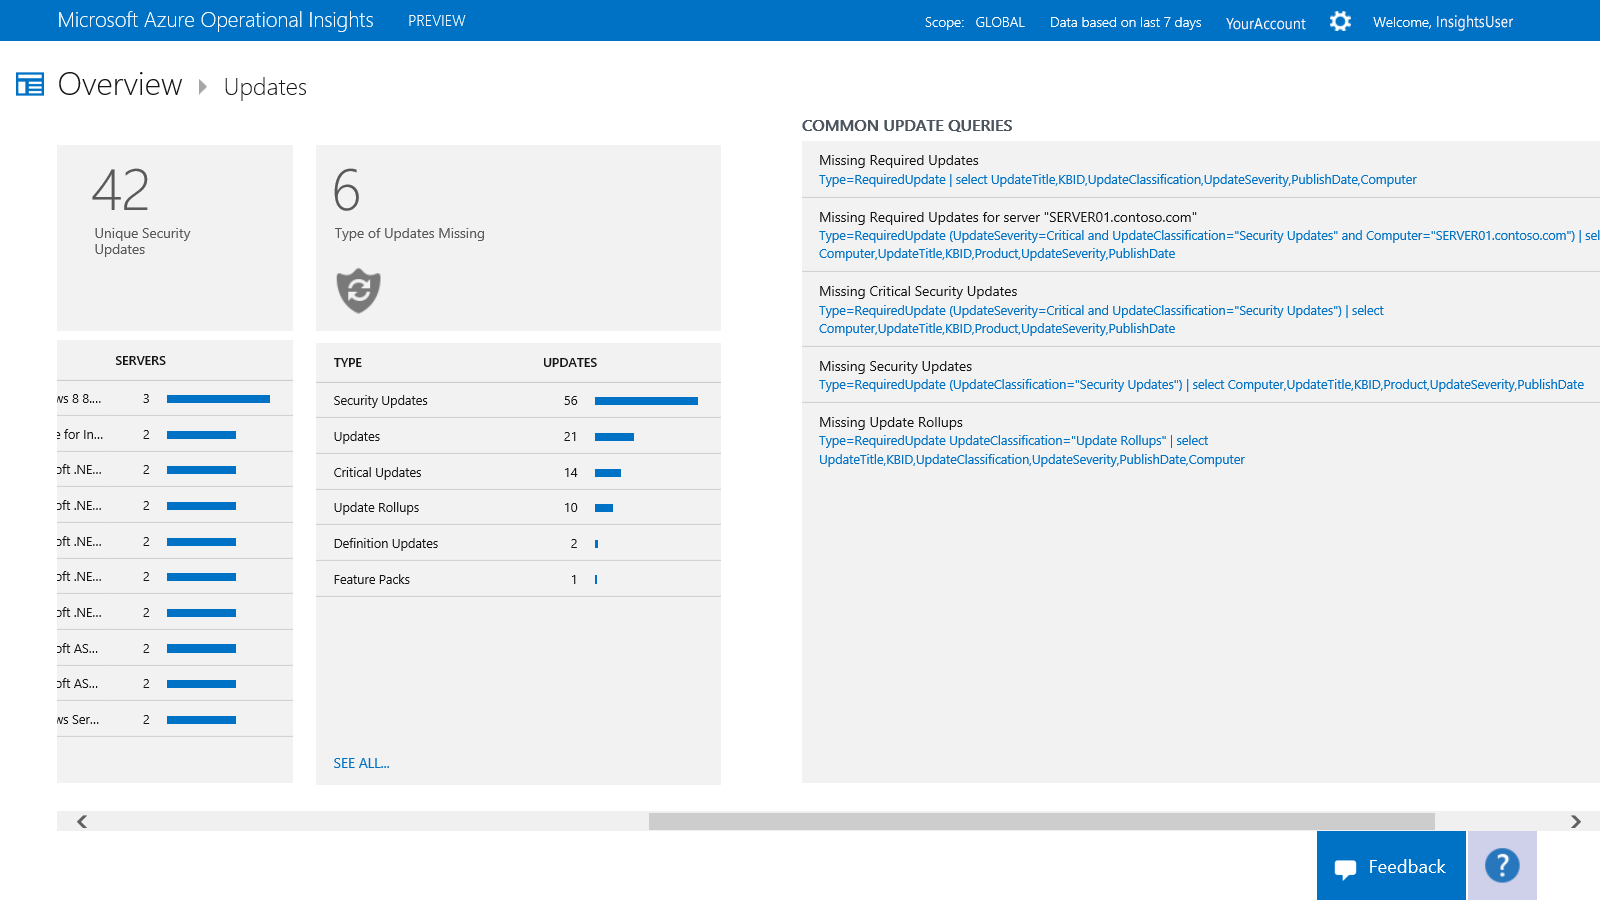 Microsoft Azure Operational Insights PREVIEW Scope: GLOBAL Data based on last 7 days YourAccount Welcome, InsightsUser
Overview Updates
42
Unique Security
Updates
SERVERS
ws 8 8.... 3
e for In... 2
oft .NE... 2
oft .NE... 2
oft .NE... 2
oft .NE... 2
oft .NE... 2
oft AS... 2
oft AS... 2
ws Ser... 2
6
Type of Updates Missing
TYPE UPDATES
Security Updates 56
Updates 21
Critical Updates 14
Update Rollups 10
Definition Updates 2
Feature Packs 1
SEE ALL...
COMMON UPDATE QUERIES
Missing Required Updates
Type=RequiredUpdate | select UpdateTitle,KBID,UpdateClassification,UpdateSeverity,PublishDate,Computer
Missing Required Updates for server "SERVER01.contoso.com"
Type=RequiredUpdate (UpdateSeverity=Critical and UpdateClassification="Security Updates" and Computer="SERVER01.contoso.com") | sel
Computer,UpdateTitle,KBID,Product,UpdateSeverity,PublishDate
Missing Critical Security Updates
Type=RequiredUpdate (UpdateSeverity=Critical and UpdateClassification="Security Updates") | select
Computer,UpdateTitle,KBID,Product,UpdateSeverity,PublishDate
Missing Security Updates
Type=RequiredUpdate (UpdateClassification="Security Updates") | select Computer,UpdateTitle,KBID,Product,UpdateSeverity,PublishDate
Missing Update Rollups
Type=RequiredUpdate UpdateClassification="Update Rollups" | select
UpdateTitle,KBID,UpdateClassification,UpdateSeverity,PublishDate,Computer
Feedback ?